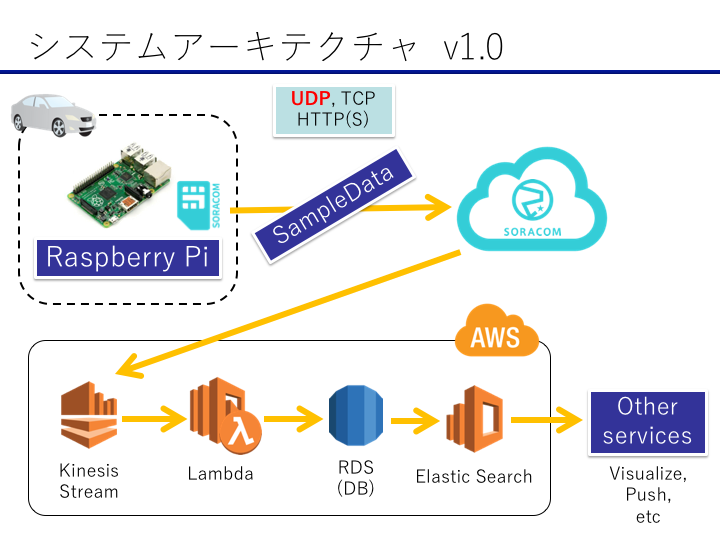 システムアーキテクチャ v1.0
UDP, TCP
HTTP(S)
SampleData
SORACOM
Raspberry Pi
SORACOM
AWS
Kinesis
Stream
Lambda
RDS
(DB)
Elastic Search
Other
services
Visualize,
Push,
etc